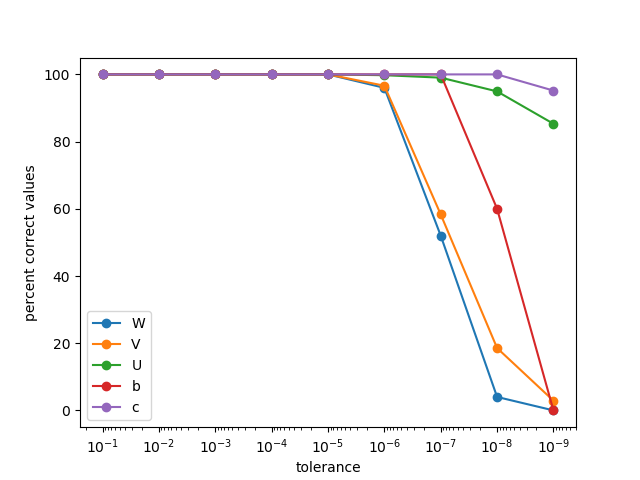 percent correct values
100
80
60
40
20
0
W
V
U
b
c
10⁻¹ 10⁻² 10⁻³ 10⁻⁴ 10⁻⁵ 10⁻⁶ 10⁻⁷ 10⁻⁸ 10⁻⁹
tolerance